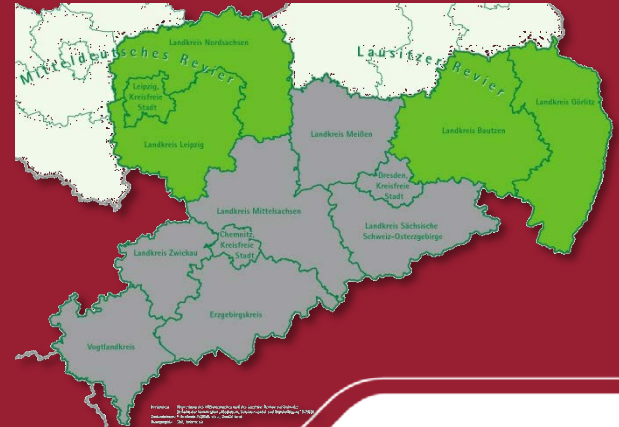 Mitteldeutsches Revier
Lausitzer Revier
Landkreis Nordsachsen
Leipzig,
Kreisfreie
Stadt
Landkreis Leipzig
Landkreis Görlitz
Landkreis Bautzen
Landkreis Meißen
Dresden,
Kreisfreie
Stadt
Landkreis Mittelsachsen
Landkreis Sächsische
Schweiz-Osterzgebirge
Chemnitz,
Kreisfreie
Stadt
Landkreis Zwickau
Erzgebirgskreis
Vogtlandkreis